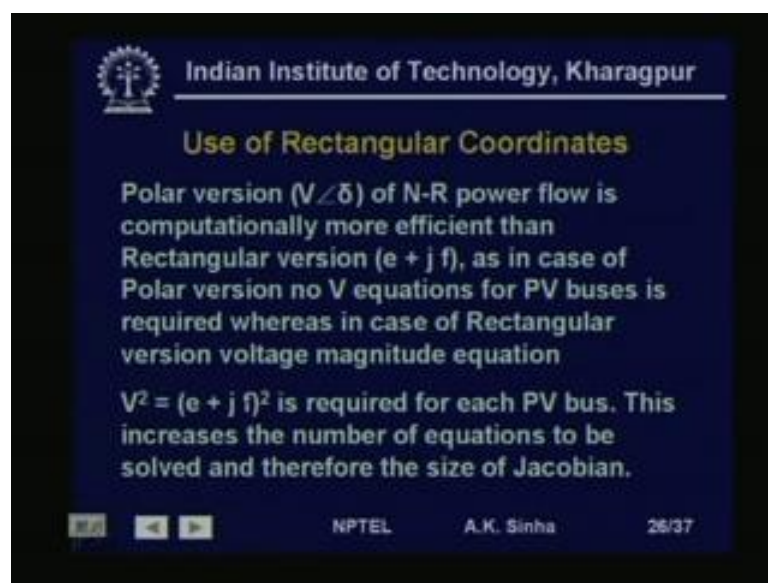 Indian Institute of Technology, Kharagpur
Use of Rectangular Coordinates
Polar version (V∠δ) of N-R power flow is
computationally more efficient than
Rectangular version (e + j f), as in case of
Polar version no V equations for PV buses is
required whereas in case of Rectangular
version voltage magnitude equation
V² = (e + j f)² is required for each PV bus. This
increases the number of equations to be
solved and therefore the size of Jacobian.
NPTEL A.K. Sinha 26/37